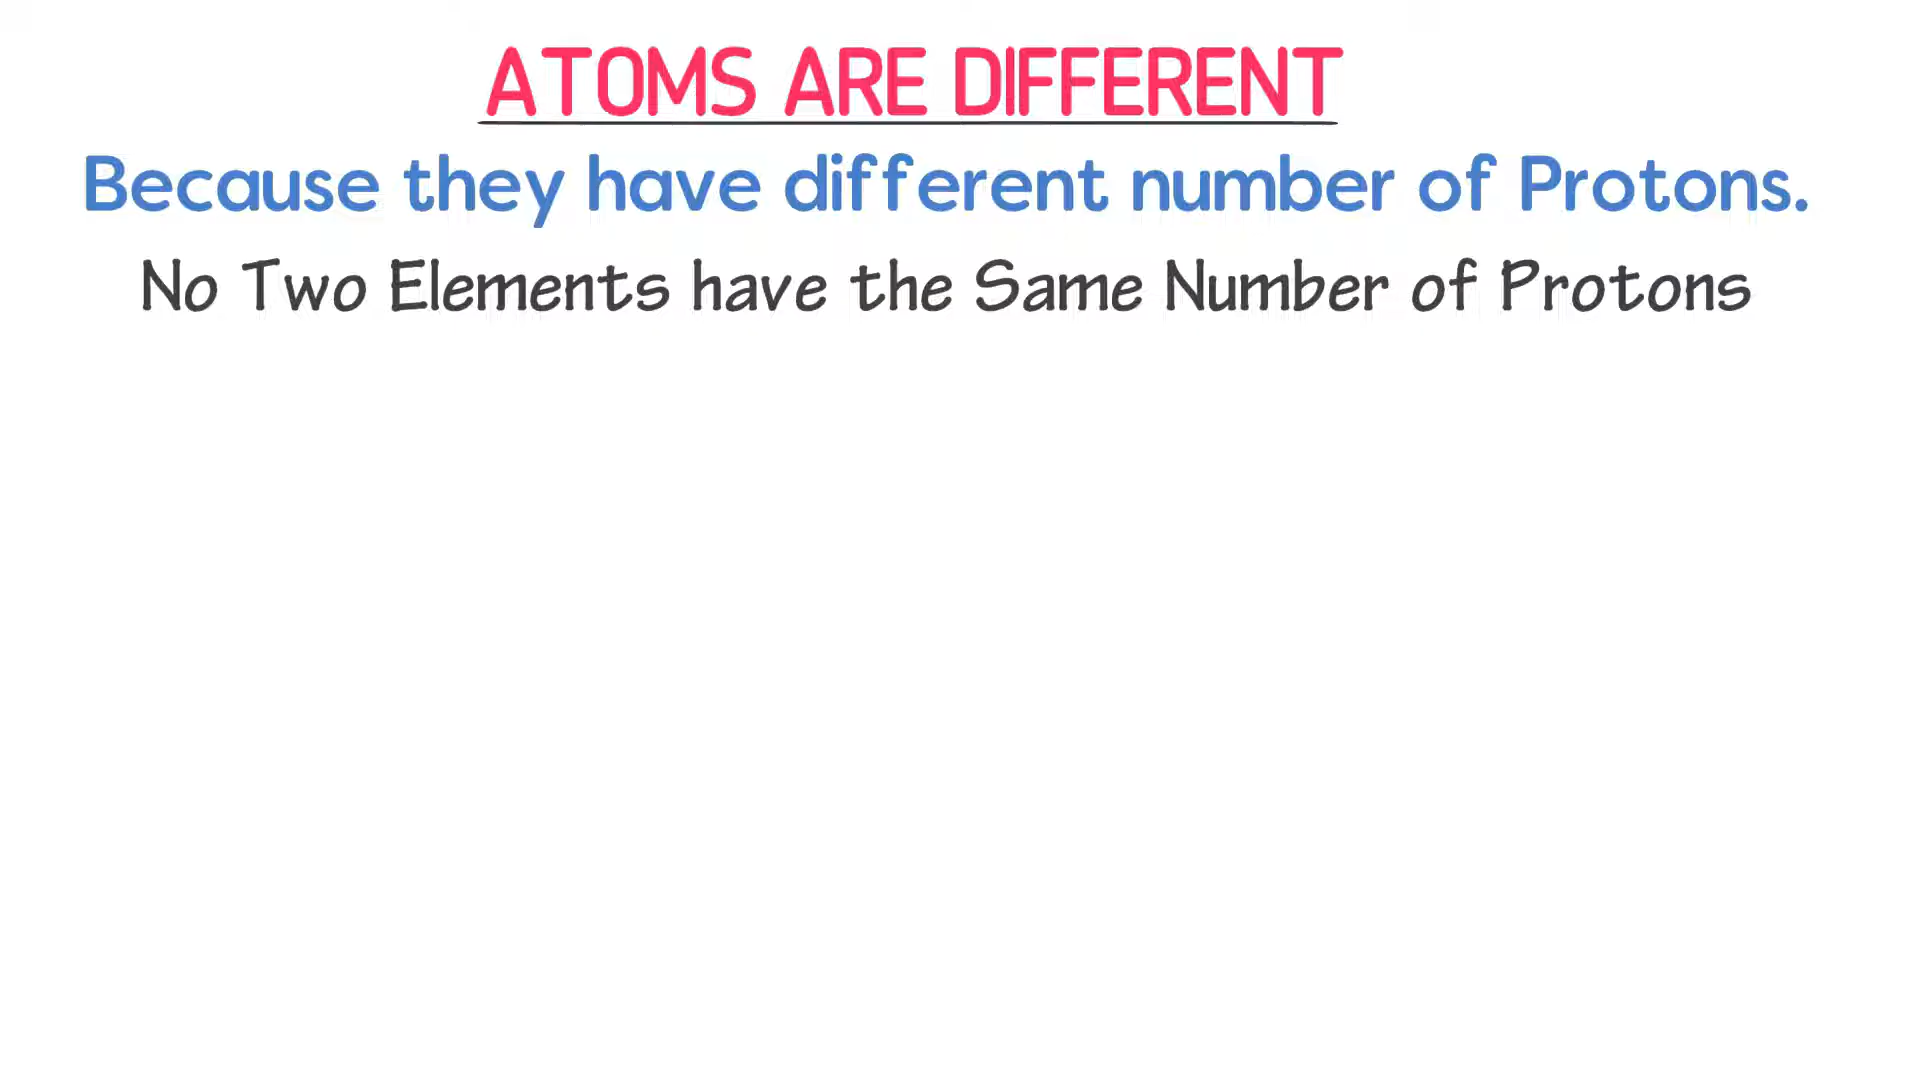 ATOMS ARE DIFFERENT
Because they have different number of Protons.
No Two Elements have the Same Number of Protons